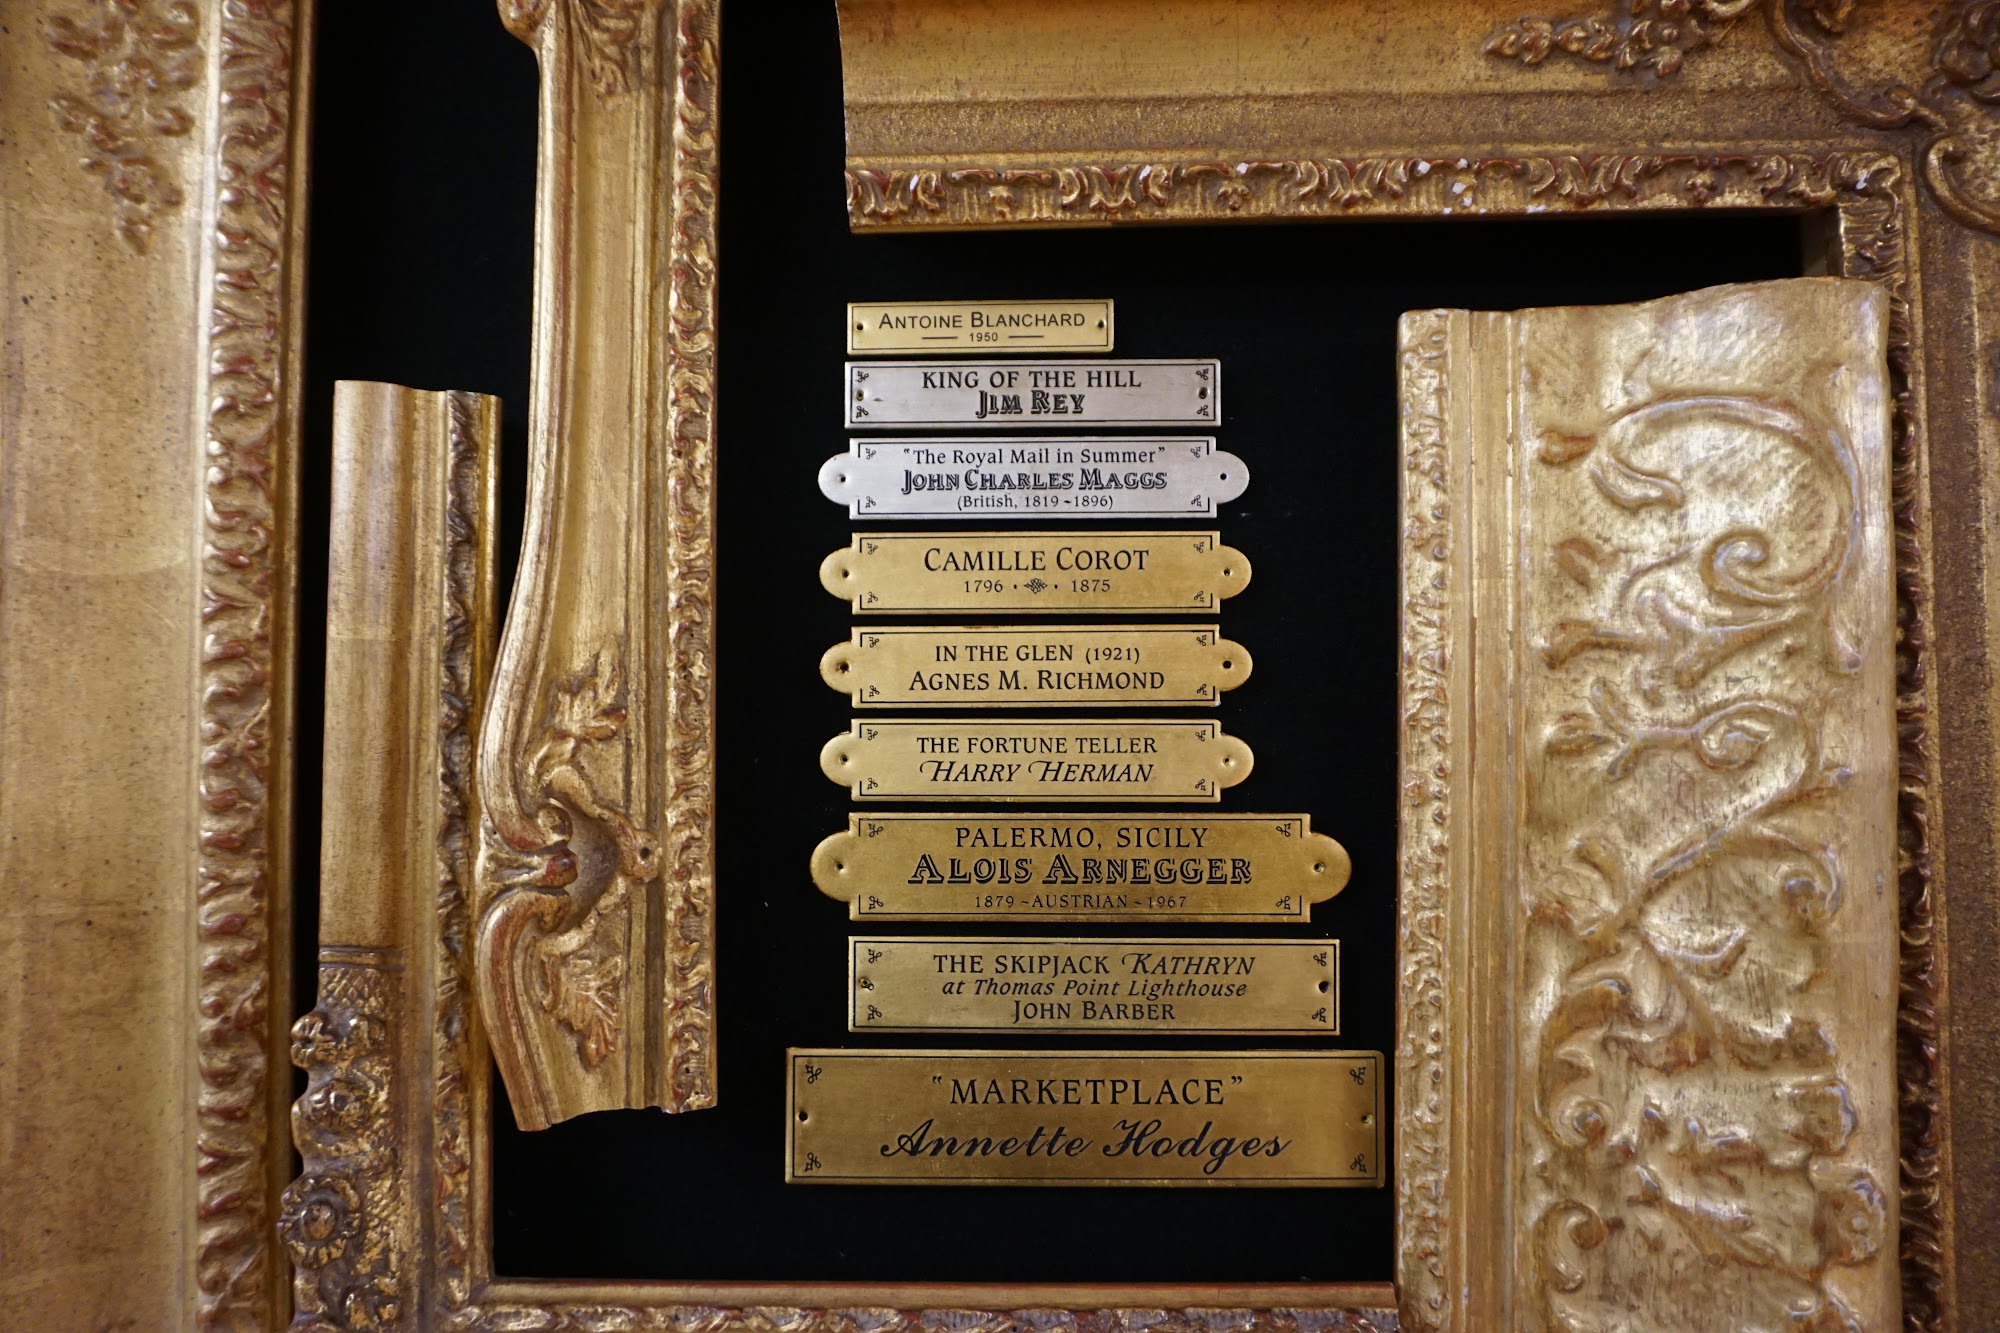 ANTOINE BLANCHARD
1950
KING OF THE HILL
JIM REY
"The Royal Mail in Summer"
JOHN CHARLES MAGGS
(British, 1819 ~ 1896)
CAMILLE COROT
1796 · · 1875
IN THE GLEN (1921)
AGNES M. RICHMOND
THE FORTUNE TELLER
HARRY HERMAN
PALERMO, SICILY
ALOIS ARNEGGER
1879 ~ AUSTRIAN ~ 1967
THE SKIPJACK KATHRYN
at Thomas Point Lighthouse
JOHN BARBER
"MARKETPLACE"
Annette Hodges